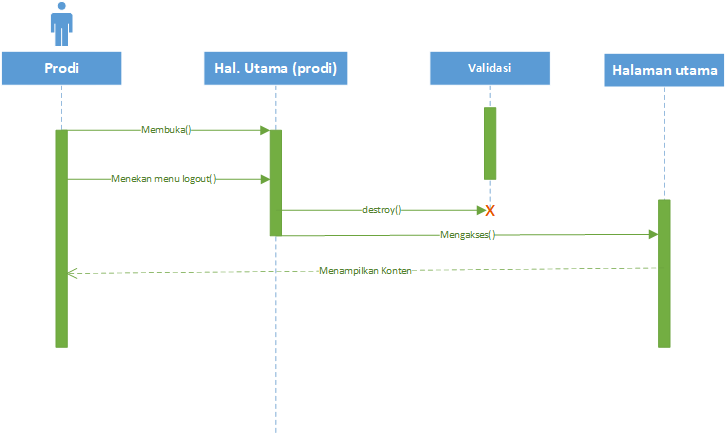 Prodi
Hal. Utama (prodi)
Validasi
Halaman utama
Membuka()
Menekan menu logout()
destroy()
X
Mengakses()
Menampilkan Konten